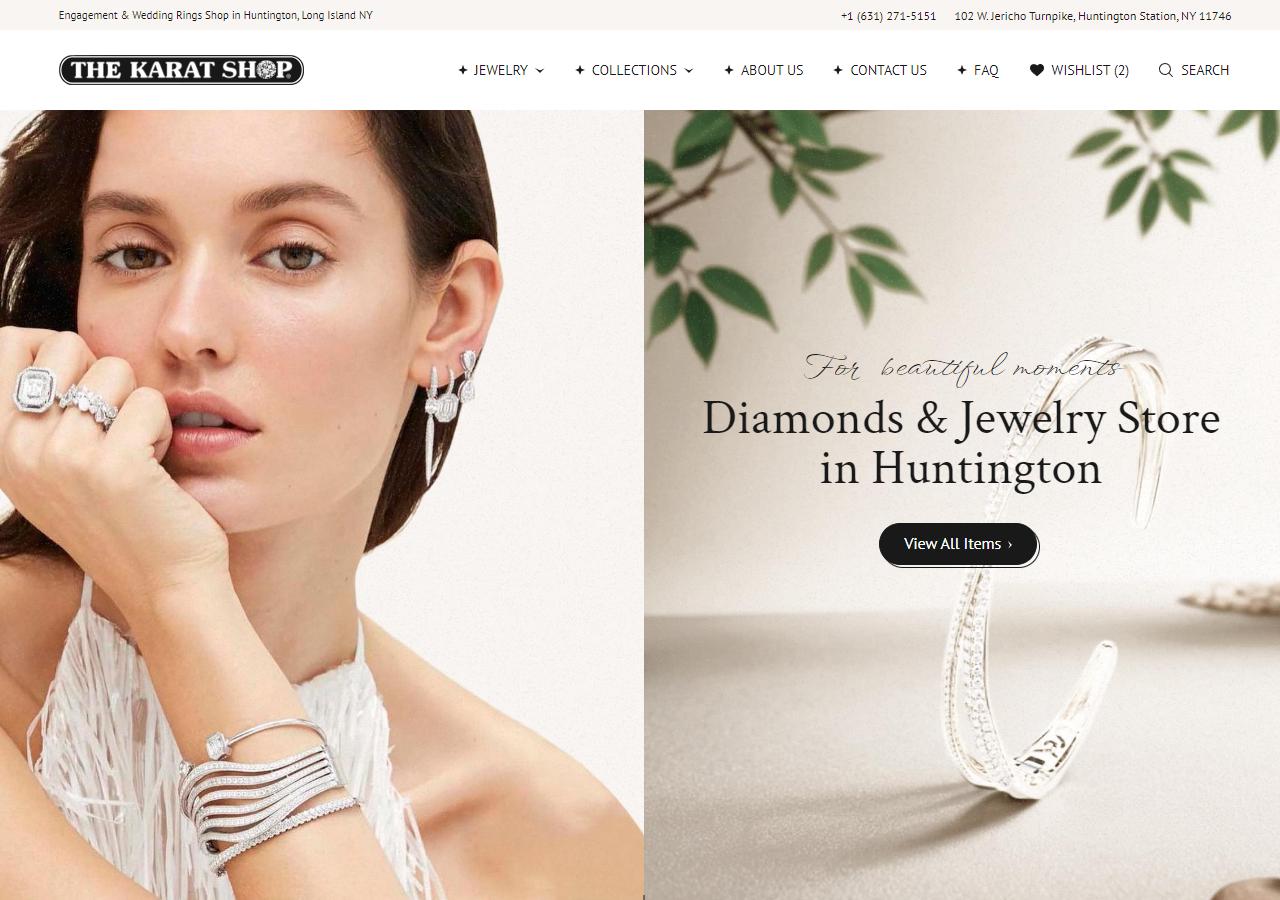 Engagement & Wedding Rings Shop in Huntington, Long Island NY
+1 (631) 271-5151
102 W. Jericho Turnpike, Huntington Station, NY 11746
THE KARAT SHOP
JEWELRY
COLLECTIONS
ABOUT US
CONTACT US
FAQ
WISHLIST (2)
SEARCH
For beautiful moments
Diamonds & Jewelry Store
in Huntington
View All Items ›